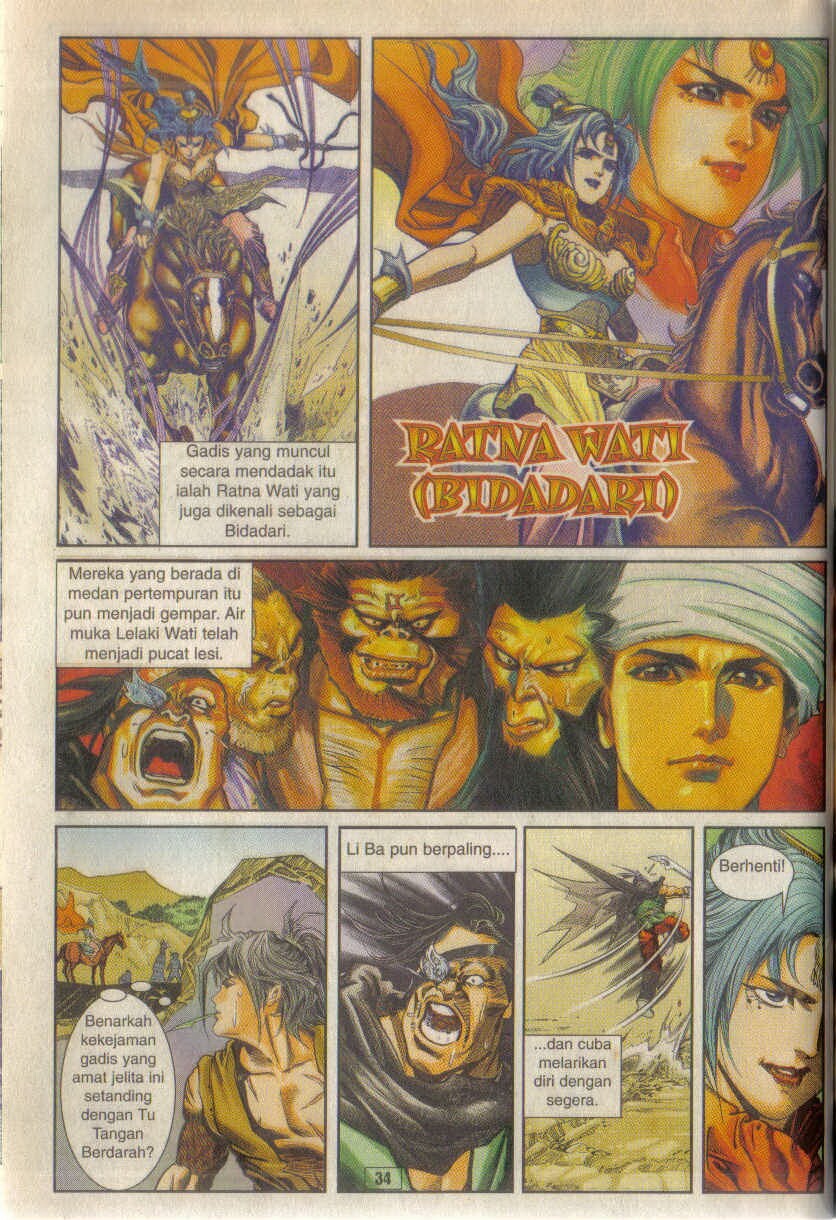 Gadis yang muncul
secara mendadak itu
ialah Ratna Wati yang
juga dikenali sebagai
Bidadari.
RATNA WATI
(BIDADARI)
Mereka yang berada di
medan pertempuran itu
pun menjadi gempar. Air
muka Lelaki Wati telah
menjadi pucat lesi.
Benarkah
kekejaman
gadis yang
amat jelita ini
setanding
dengan Tu
Tangan
Berdarah?
Li Ba pun berpaling....
...dan cuba
melarikan
diri dengan
segera.
Berhenti!
34